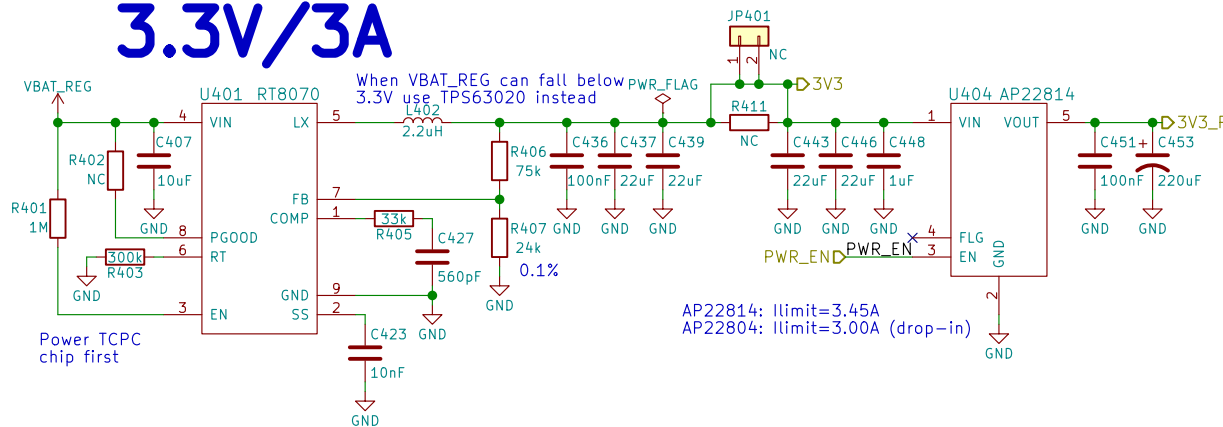 3.3V/3A
JP401
NC
1
2
VBAT_REG
When VBAT_REG can fall below
3.3V use TPS63020 instead
PWR_FLAG
3V3
U401 RT8070
L402
2.2uH
R411
NC
U404 AP22814
4 VIN
LX 5
1 VIN
VOUT 5
3V3_P
R402
NC
C407
10uF
GND
R406
75k
C436
100nF
GND
C437
22uF
GND
C439
22uF
GND
C443
22uF
GND
C446
22uF
GND
C448
1uF
GND
C451
100nF
GND
C453
+
220uF
GND
R401
1M
FB 7
COMP 1
33k
R405
C427
560pF
R407
24k
0.1%
GND
8 PGOOD
6 RT
300k
R403
GND
4 FLG
3 EN
GND
2
PWR_EN
PWR_EN
GND 9
GND
3 EN
SS 2
C423
10nF
GND
Power TCPC
chip first
AP22814: Ilimit=3.45A
AP22804: Ilimit=3.00A (drop-in)
GND